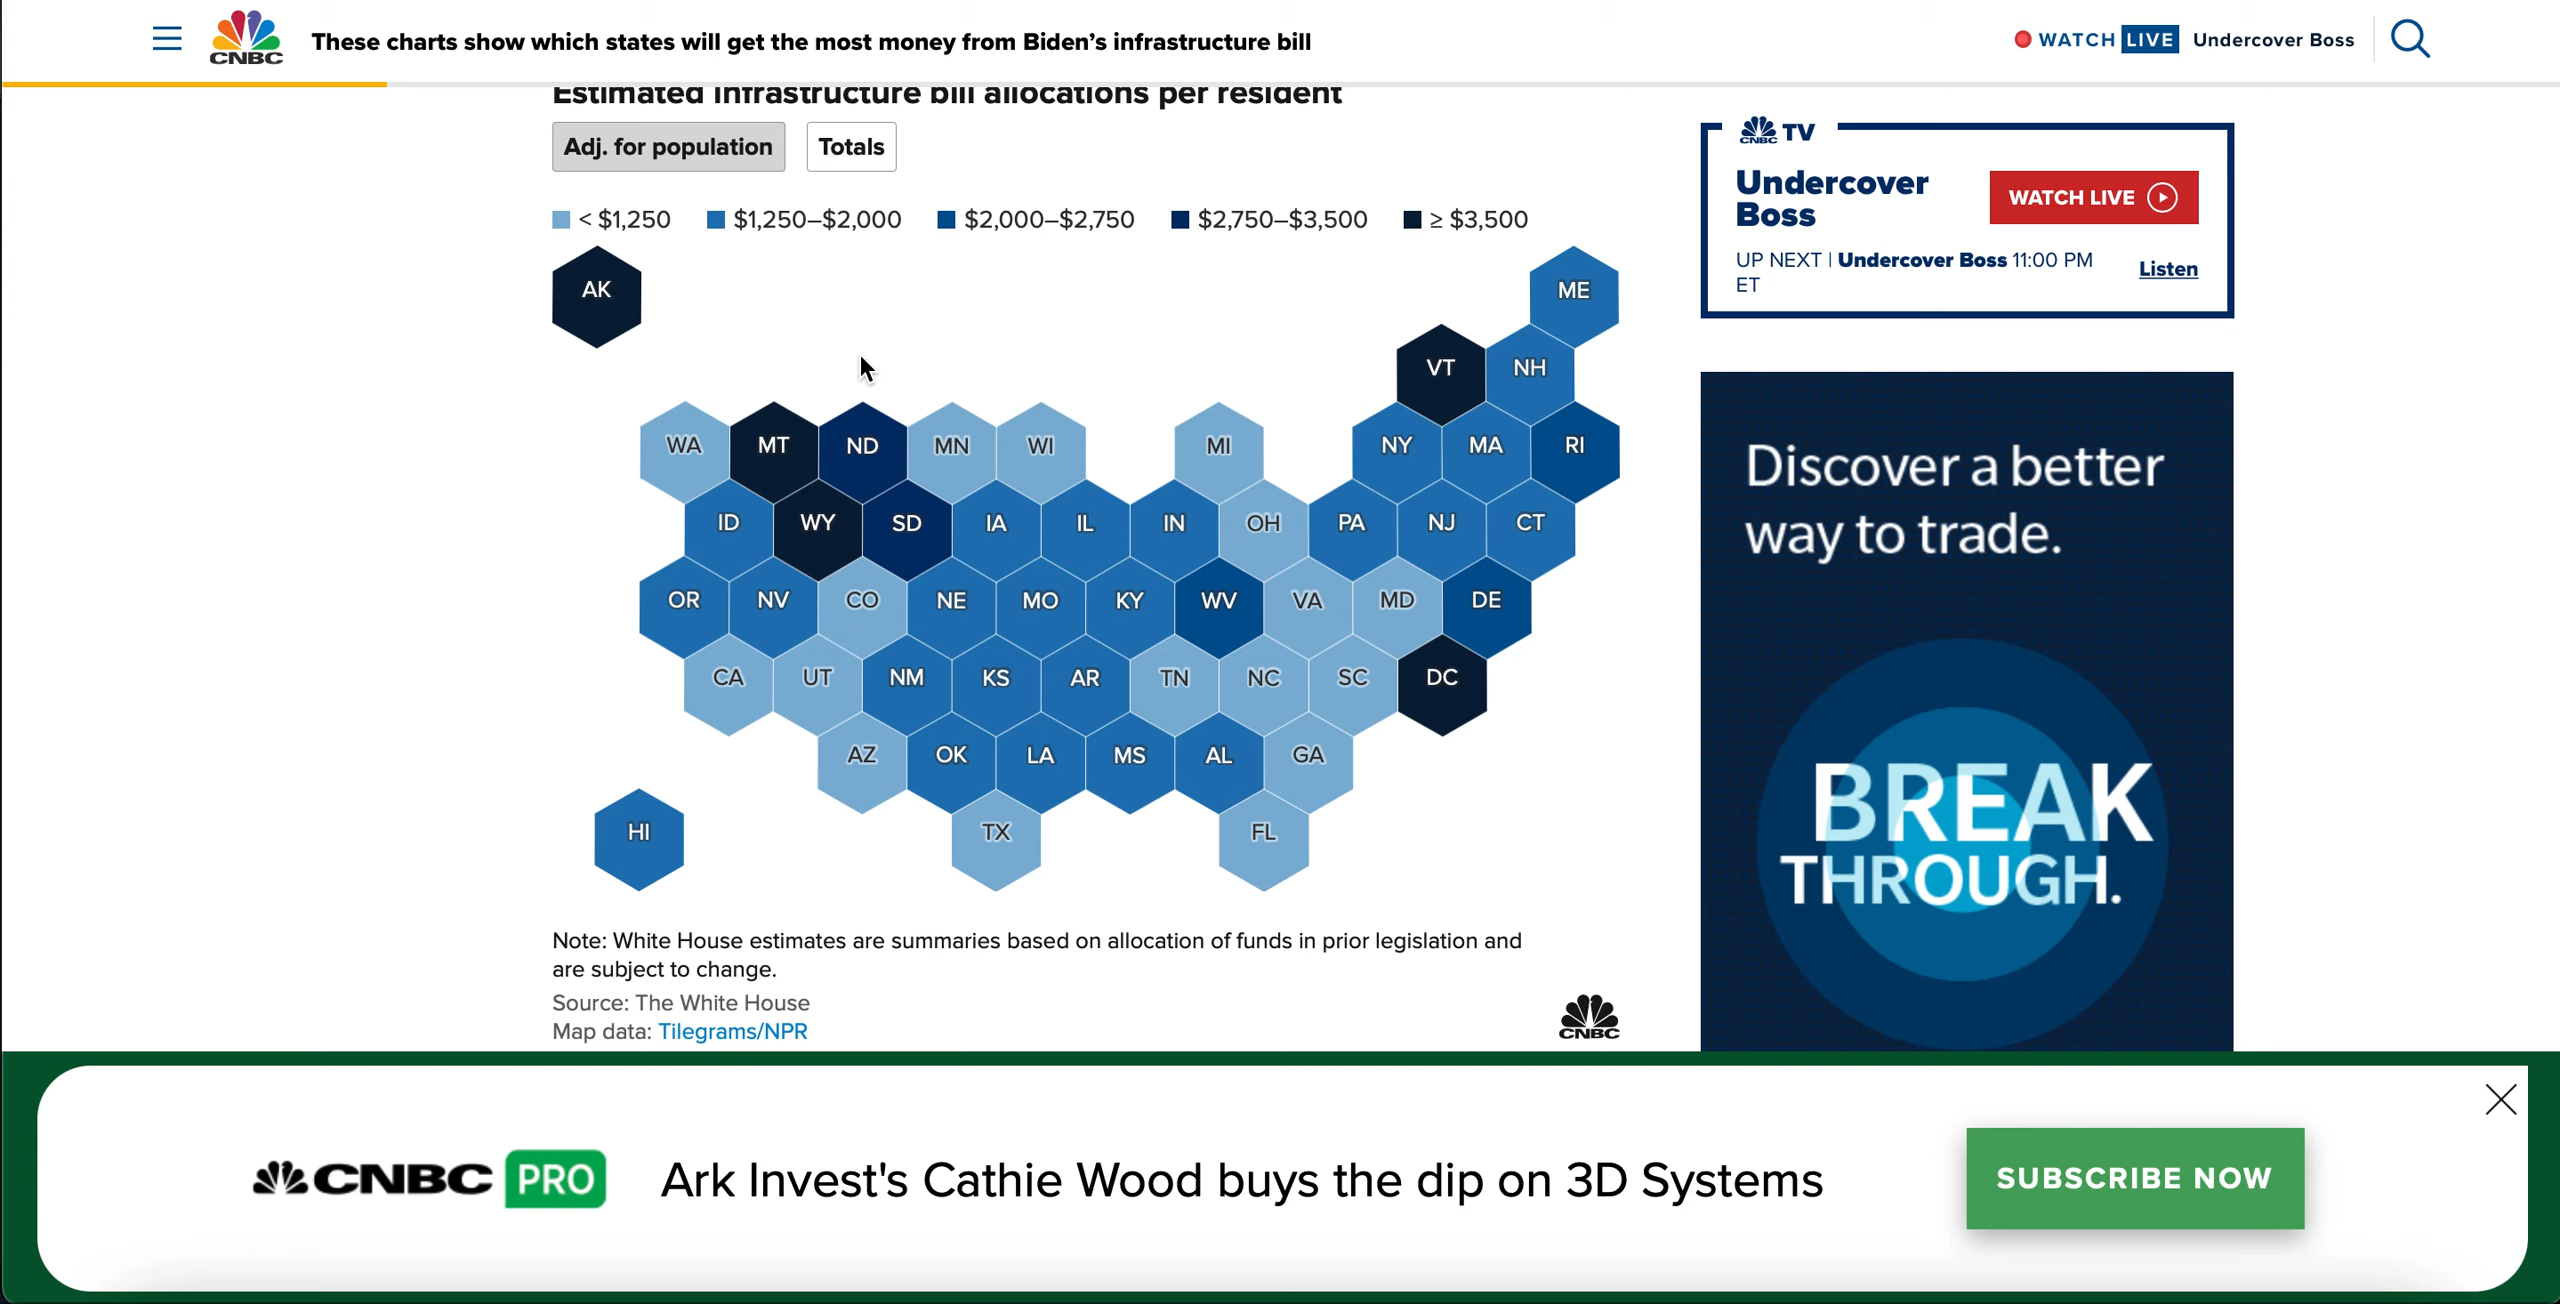 CNBC
These charts show which states will get the most money from Biden’s infrastructure bill
WATCH LIVE Undercover Boss
Estimated infrastructure bill allocations per resident
Adj. for population
Totals
< $1,250
$1,250–$2,000
$2,000–$2,750
$2,750–$3,500
≥ $3,500
AK
ME
VT
NH
WA
MT
ND
MN
WI
MI
NY
MA
RI
ID
WY
SD
IA
IL
IN
OH
PA
NJ
CT
OR
NV
CO
NE
MO
KY
WV
VA
MD
DE
CA
UT
NM
KS
AR
TN
NC
SC
DC
AZ
OK
LA
MS
AL
GA
HI
TX
FL
Note: White House estimates are summaries based on allocation of funds in prior legislation and
are subject to change.
Source: The White House
Map data: Tilegrams/NPR
CNBC
CNBC TV
Undercover
Boss
WATCH LIVE
UP NEXT | Undercover Boss 11:00 PM
ET
Listen
Discover a better
way to trade.
BREAK
THROUGH.
CNBC PRO
Ark Invest's Cathie Wood buys the dip on 3D Systems
SUBSCRIBE NOW